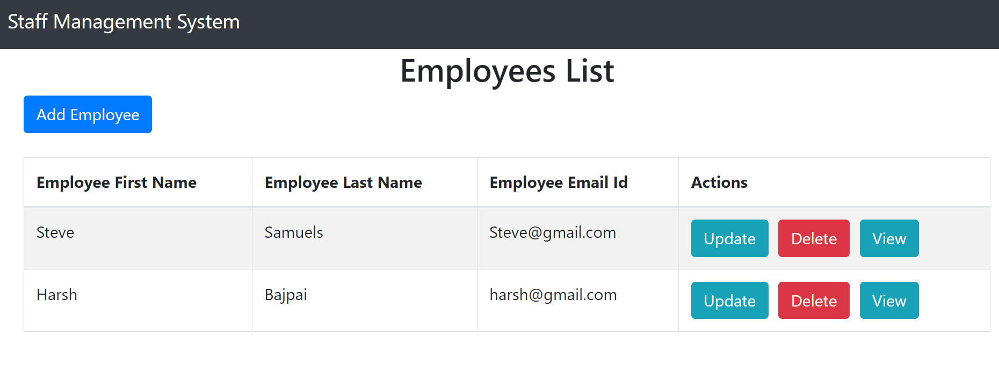 Staff Management System
Employees List
Add Employee
Employee First Name Employee Last Name Employee Email Id Actions
Steve Samuels Steve@gmail.com Update Delete View
Harsh Bajpai harsh@gmail.com Update Delete View